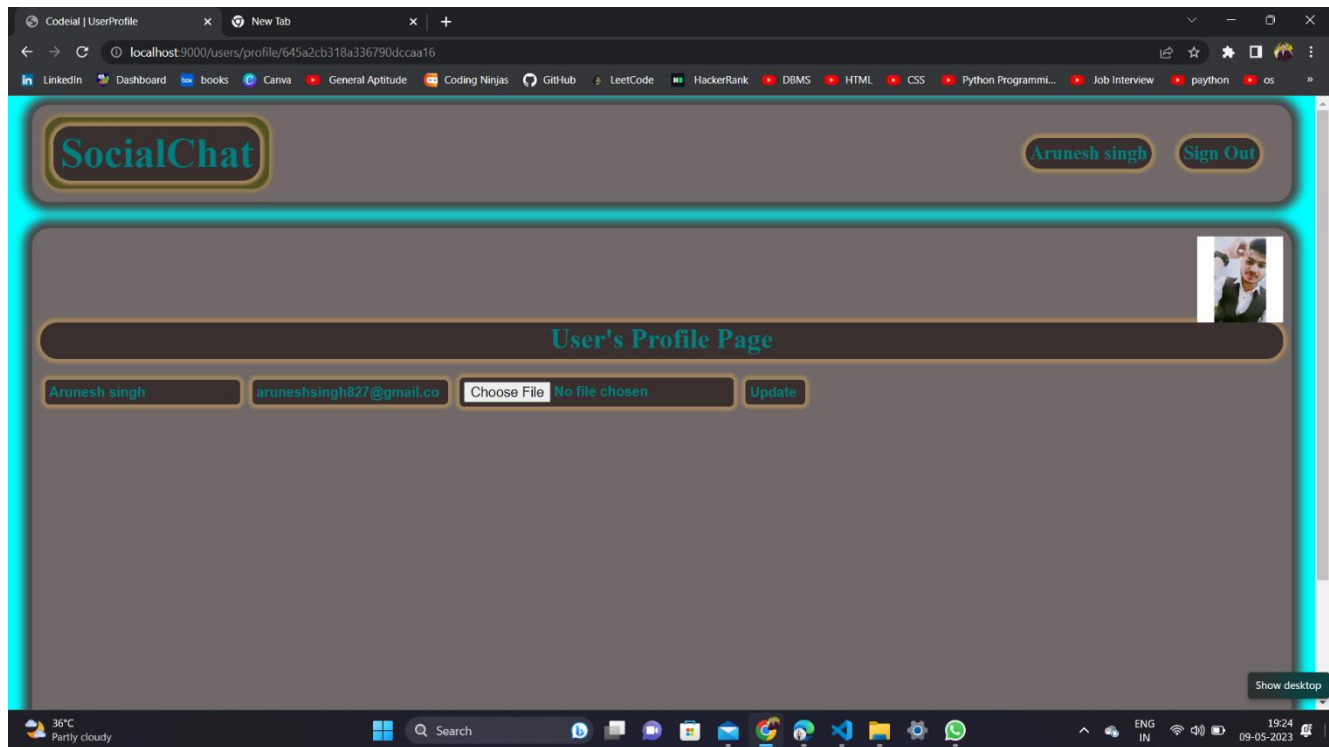 Codeial | UserProfile
New Tab
localhost:9000/users/profile/645a2cb318a336790dccaa16
LinkedIn Dashboard books Canva General Aptitude Coding Ninjas GitHub LeetCode HackerRank DBMS HTML CSS Python Programmi... Job Interview paython os »
SocialChat Arunesh singh Sign Out
User's Profile Page
Arunesh singh aruneshsingh827@gmail.co Choose File No file chosen Update
Show desktop
36°C
Partly cloudy
Search
ENG
IN
19:24
09-05-2023